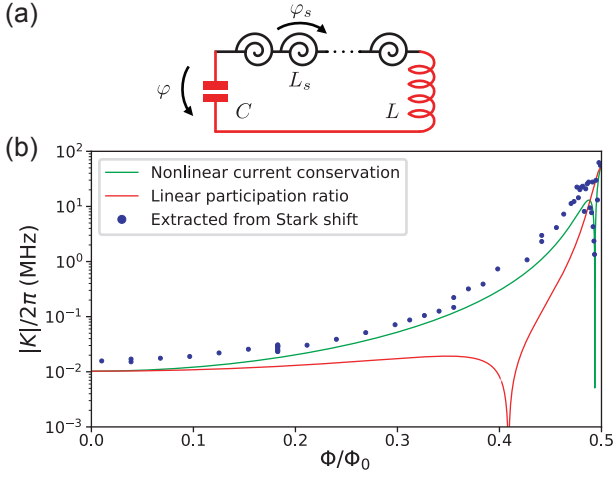 (a)
φₛ
Lₛ
...
φ
C
L
(b)
Nonlinear current conservation
Linear participation ratio
Extracted from Stark shift
|K|/2π (MHz)
10²
10¹
10⁰
10⁻¹
10⁻²
10⁻³
0.0 0.1 0.2 0.3 0.4 0.5
Φ/Φ₀